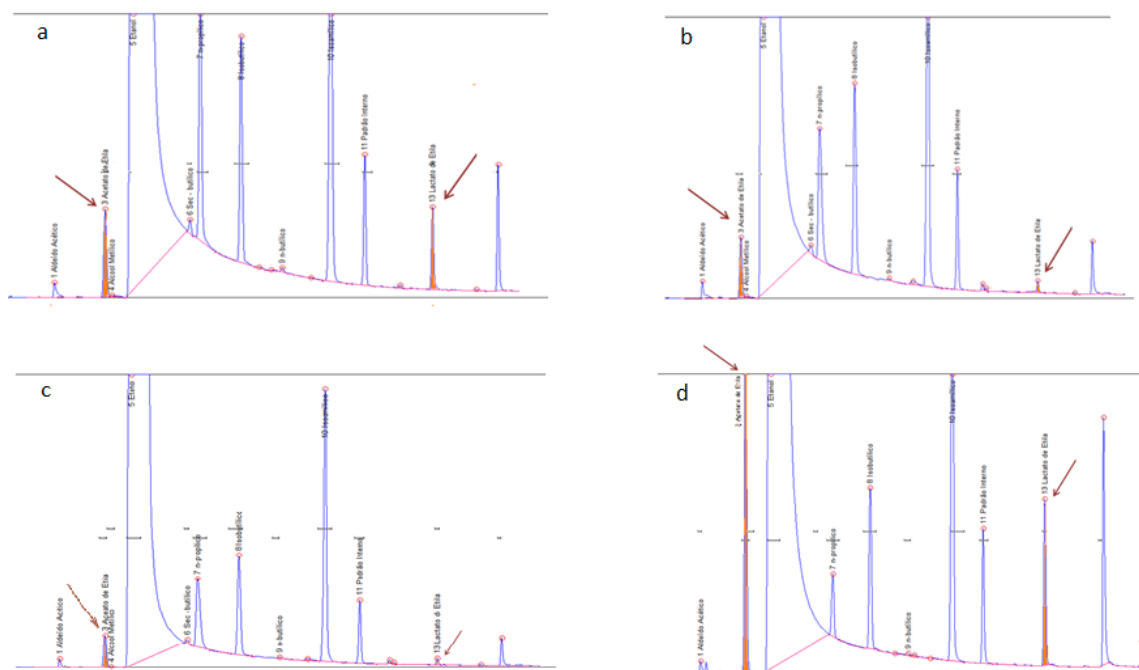 a
1 Aldeído Acético
3 Acetato de Etila
4 Álcool Metílico
5 Etanol
6 Sec - butílico
7 n-propílico
8 Isobutílico
9 n-butílico
10 Isoamílico
11 Padrão Interno
13 Lactato de Etila
b
1 Aldeído Acético
3 Acetato de Etila
4 Álcool Metílico
5 Etanol
6 Sec - butílico
7 n-propílico
8 Isobutílico
9 n-butílico
10 Isoamílico
11 Padrão Interno
13 Lactato de Etila
c
1 Aldeído Acético
3 Acetato de Etila
4 Álcool Metílico
5 Etanol
6 Sec - butílico
7 n-propílico
8 Isobutílico
9 n-butílico
10 Isoamílico
11 Padrão Interno
13 Lactato de Etila
d
1 Aldeído Acético
3 Acetato de Etila
5 Etanol
7 n-propílico
8 Isobutílico
9 n-butílico
10 Isoamílico
11 Padrão Interno
13 Lactato de Etila